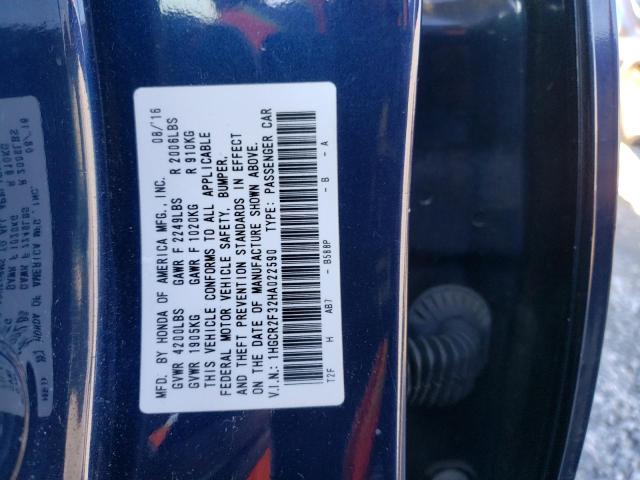 MFD. BY HONDA OF AMERICA MFG., INC. 08/'16
GVWR 4200LBS GAWR F 2249LBS R 2006LBS
GVWR 1905KG GAWR F 1020KG R 910KG
THIS VEHICLE CONFORMS TO ALL APPLICABLE
FEDERAL MOTOR VEHICLE SAFETY, BUMPER,
AND THEFT PREVENTION STANDARDS IN EFFECT
ON THE DATE OF MANUFACTURE SHOWN ABOVE.
V.I.N.: 1HGCR2F32HA022590 TYPE: PASSENGER CAR
T2F H AB7 - B588P - B - A